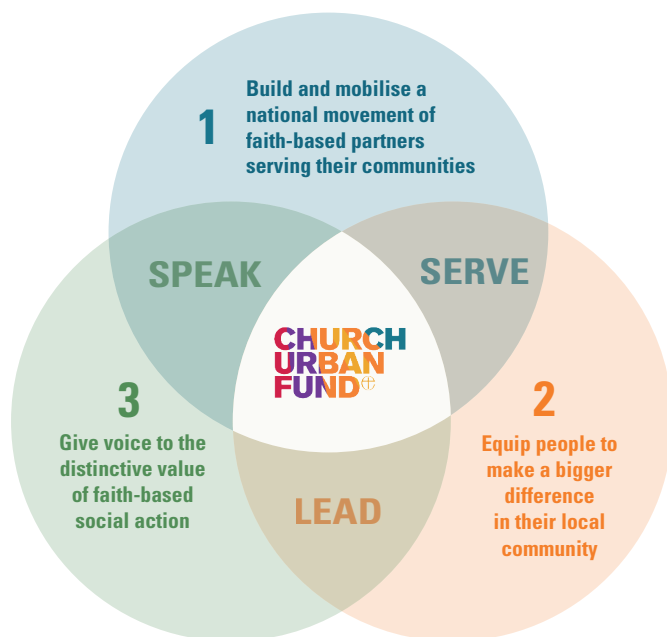 1
Build and mobilise a
national movement of
faith-based partners
serving their communities
SPEAK
SERVE
CHURCH
URBAN
FUND
3
Give voice to the
distinctive value
of faith-based
social action
2
Equip people to
make a bigger
difference
in their local
community
LEAD